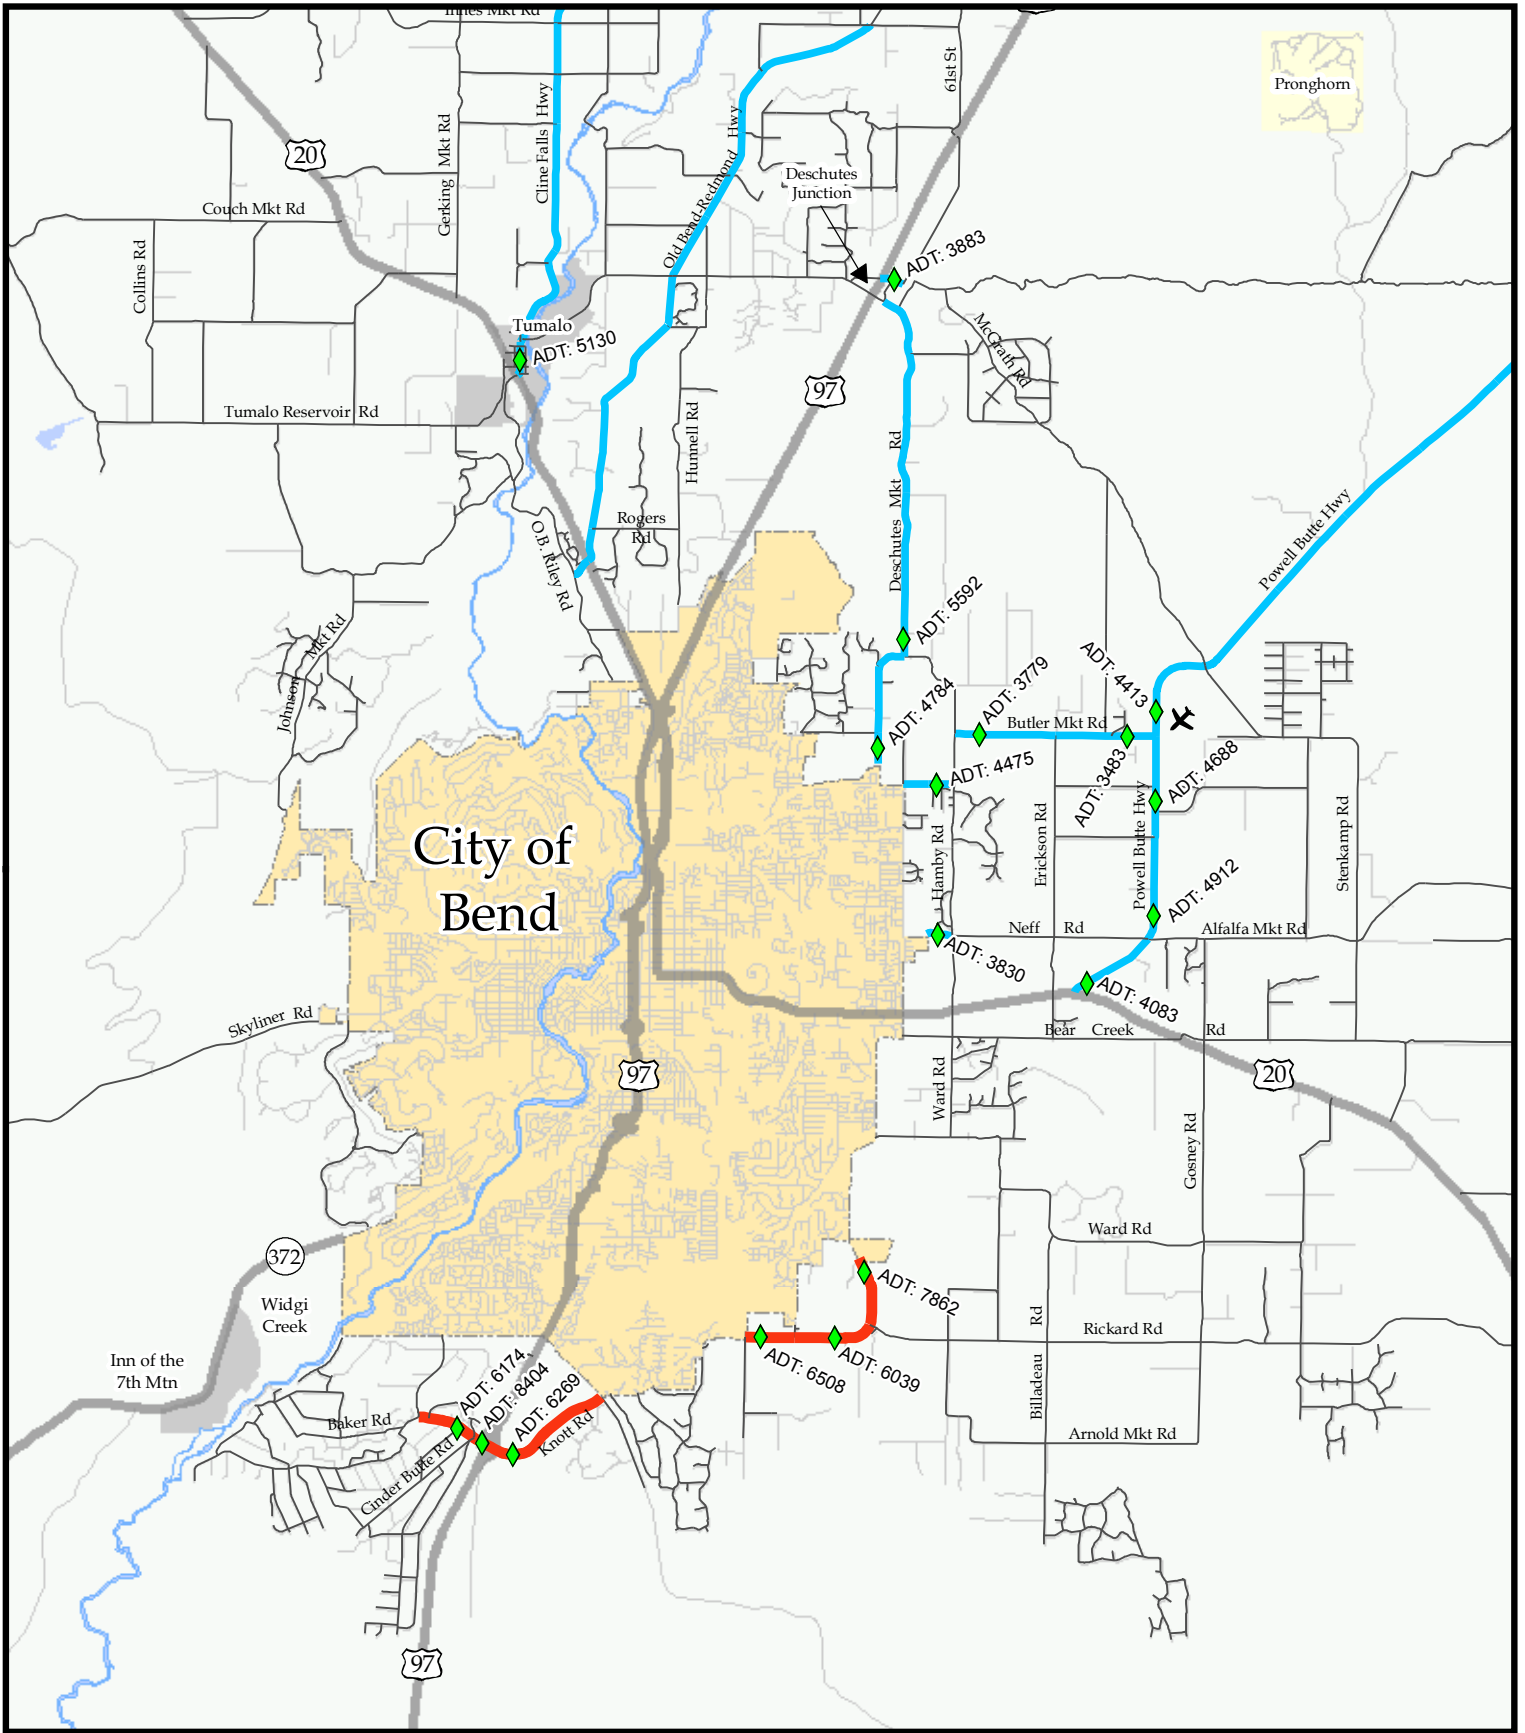 Innes Mkt Rd
Cline Falls Hwy
Old Bend-Redmond Hwy
61st St
Pronghorn
20
Gerking Mkt Rd
Couch Mkt Rd
Collins Rd
Deschutes
Junction
ADT: 3883
Tumalo
ADT: 5130
McGrath Rd
97
Tumalo Reservoir Rd
Hunnell Rd
Deschutes Mkt Rd
Rogers
Rd
O.B. Riley Rd
Powell Butte Hwy
ADT: 5592
Johnson Mkt Rd
ADT: 4784
ADT: 3779
ADT: 4413
Butler Mkt Rd
ADT: 4475
ADT: 3483
ADT: 4688
City of
Bend
Hamby Rd
Erickson Rd
Powell Butte Hwy
Stenkamp Rd
ADT: 4912
Neff Rd
Alfalfa Mkt Rd
ADT: 3830
ADT: 4083
Skyliner Rd
Bear Creek Rd
97
20
Ward Rd
Gosney Rd
Ward Rd
372
Widgi
Creek
ADT: 7862
Rickard Rd
Billadeau Rd
Inn of the
7th Mtn
ADT: 6174
ADT: 8404
ADT: 6269
ADT: 6508
ADT: 6039
Baker Rd
Knott Rd
Cinder Butte Rd
Arnold Mkt Rd
97